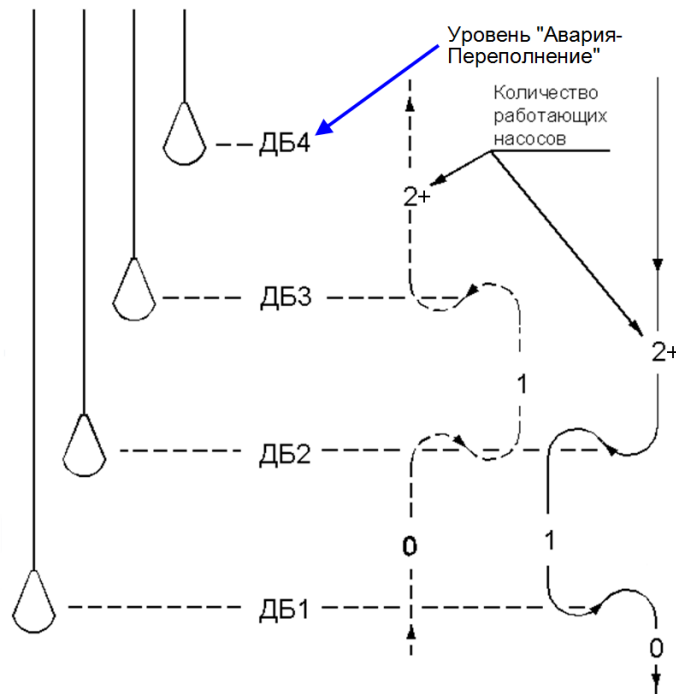 Уровень "Авария-
Переполнение"
Количество
работающих
насосов
ДБ4
2+
ДБ3
2+
1
ДБ2
0
1
ДБ1
0